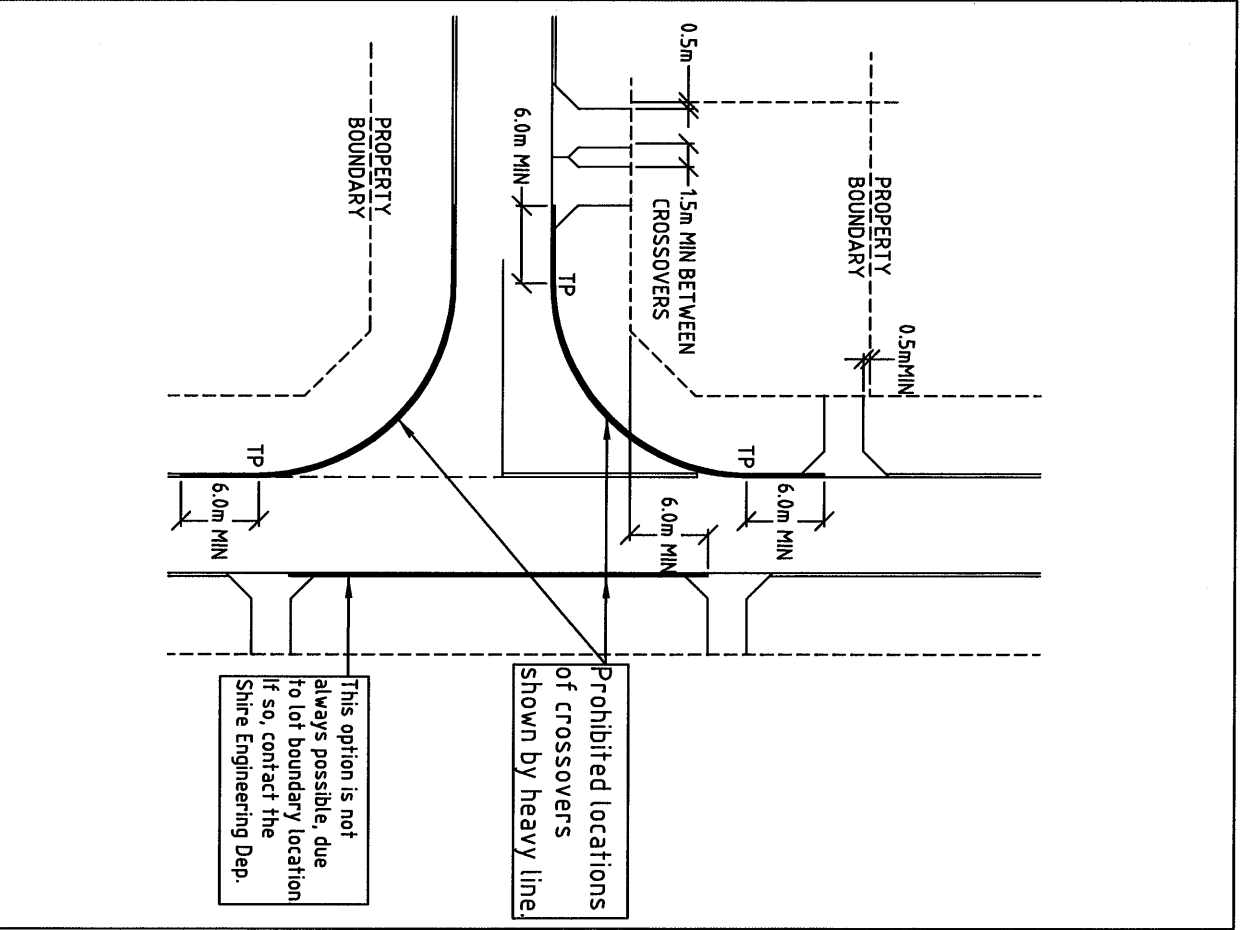 0.5mMIN
PROPERTY
BOUNDARY
6.0m MIN
TP
0.5m
1.5m MIN BETWEEN
CROSSOVERS
6.0m MIN
Prohibited locations
of crossovers
shown by heavy line.
TP
6.0m MIN
PROPERTY
BOUNDARY
This option is not
always possible, due
to lot boundary location
If so, contact the
Shire Engineering Dep.
TP
6.0m MIN